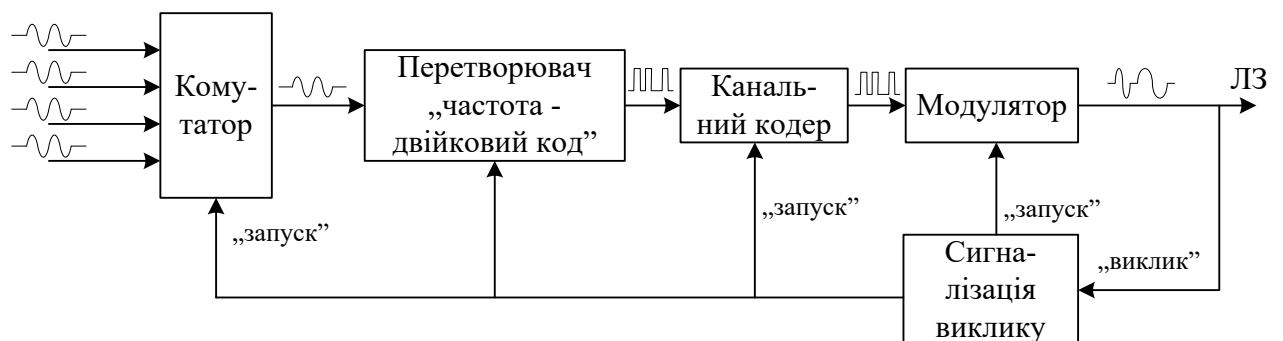 Кому-
татор
Перетворювач
„частота -
двійковий код”
Каналь-
ний кодер
Модулятор
ЛЗ
„запуск”
„запуск”
„запуск”
„виклик”
Сигна-
лізація
виклику